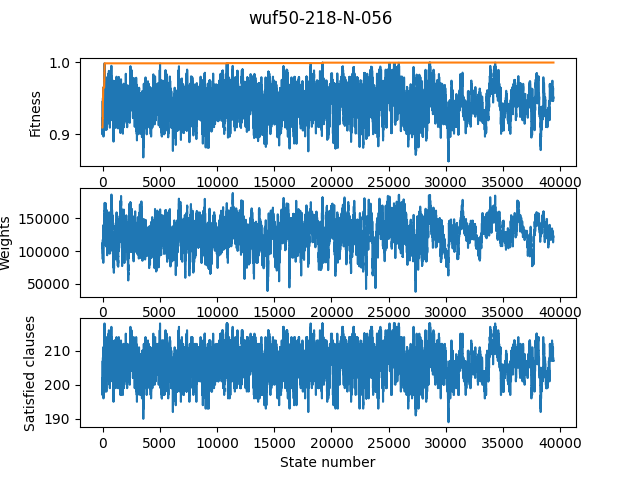 wuf50-218-N-056
1.0
0.9
Fitness
0 5000 10000 15000 20000 25000 30000 35000 40000
150000
100000
50000
Weights
0 5000 10000 15000 20000 25000 30000 35000 40000
210
200
190
Satisfied clauses
0 5000 10000 15000 20000 25000 30000 35000 40000
State number